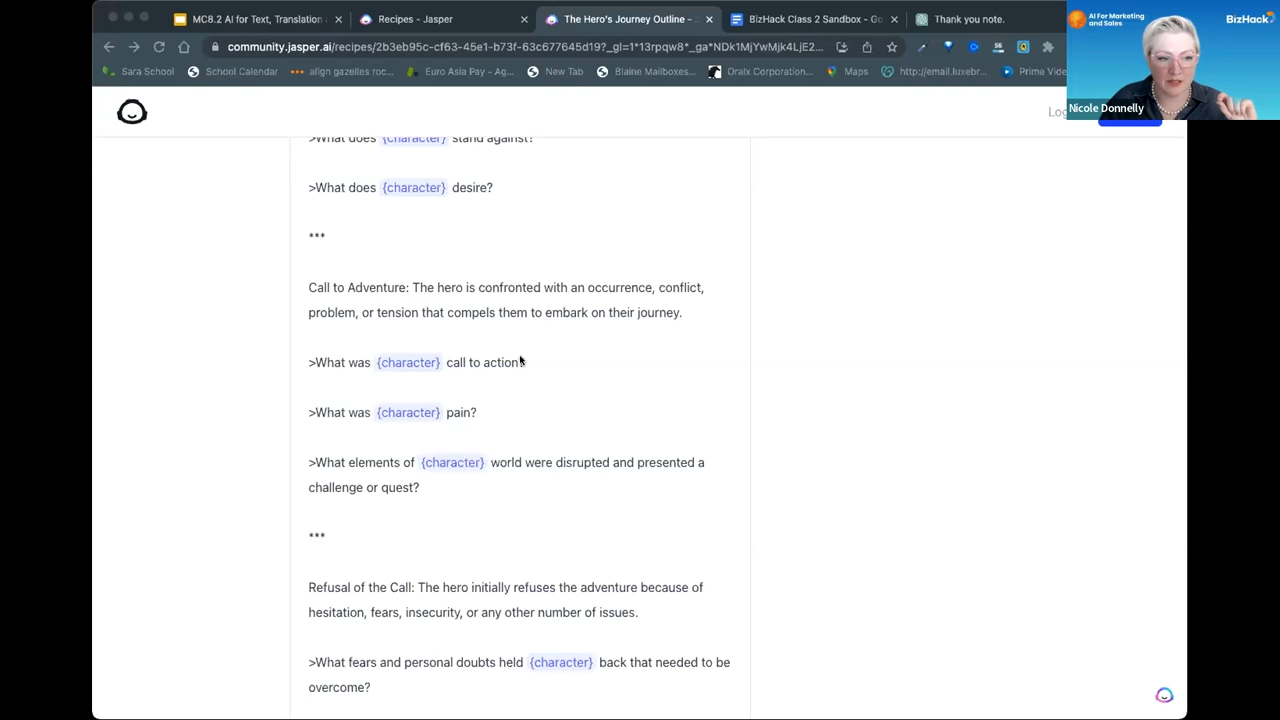 MC8.2 AI for Text, Translation
Recipes - Jasper
The Hero's Journey Outline -
BizHack Class 2 Sandbox - Go
Thank you note.
community.jasper.ai/recipes/2b3eb95c-cf63-45e1-b73f-63c677645d19?_gl=1*13rpqw8*_ga*NDk1MjYwMjk4LjE2...
Sara School
School Calendar
align gazelles roc...
Euro Asia Pay - Ag...
New Tab
Blaine Mailboxes...
Oralx Corporation...
Maps
http://email.luxebr...
Prime Vide
AI For Marketing
and Sales
BizHack
Nicole Donnelly
>What does {character} stand against?
>What does {character} desire?
***
Call to Adventure: The hero is confronted with an occurrence, conflict,
problem, or tension that compels them to embark on their journey.
>What was {character} call to action?
>What was {character} pain?
>What elements of {character} world were disrupted and presented a
challenge or quest?
***
Refusal of the Call: The hero initially refuses the adventure because of
hesitation, fears, insecurity, or any other number of issues.
>What fears and personal doubts held {character} back that needed to be
overcome?